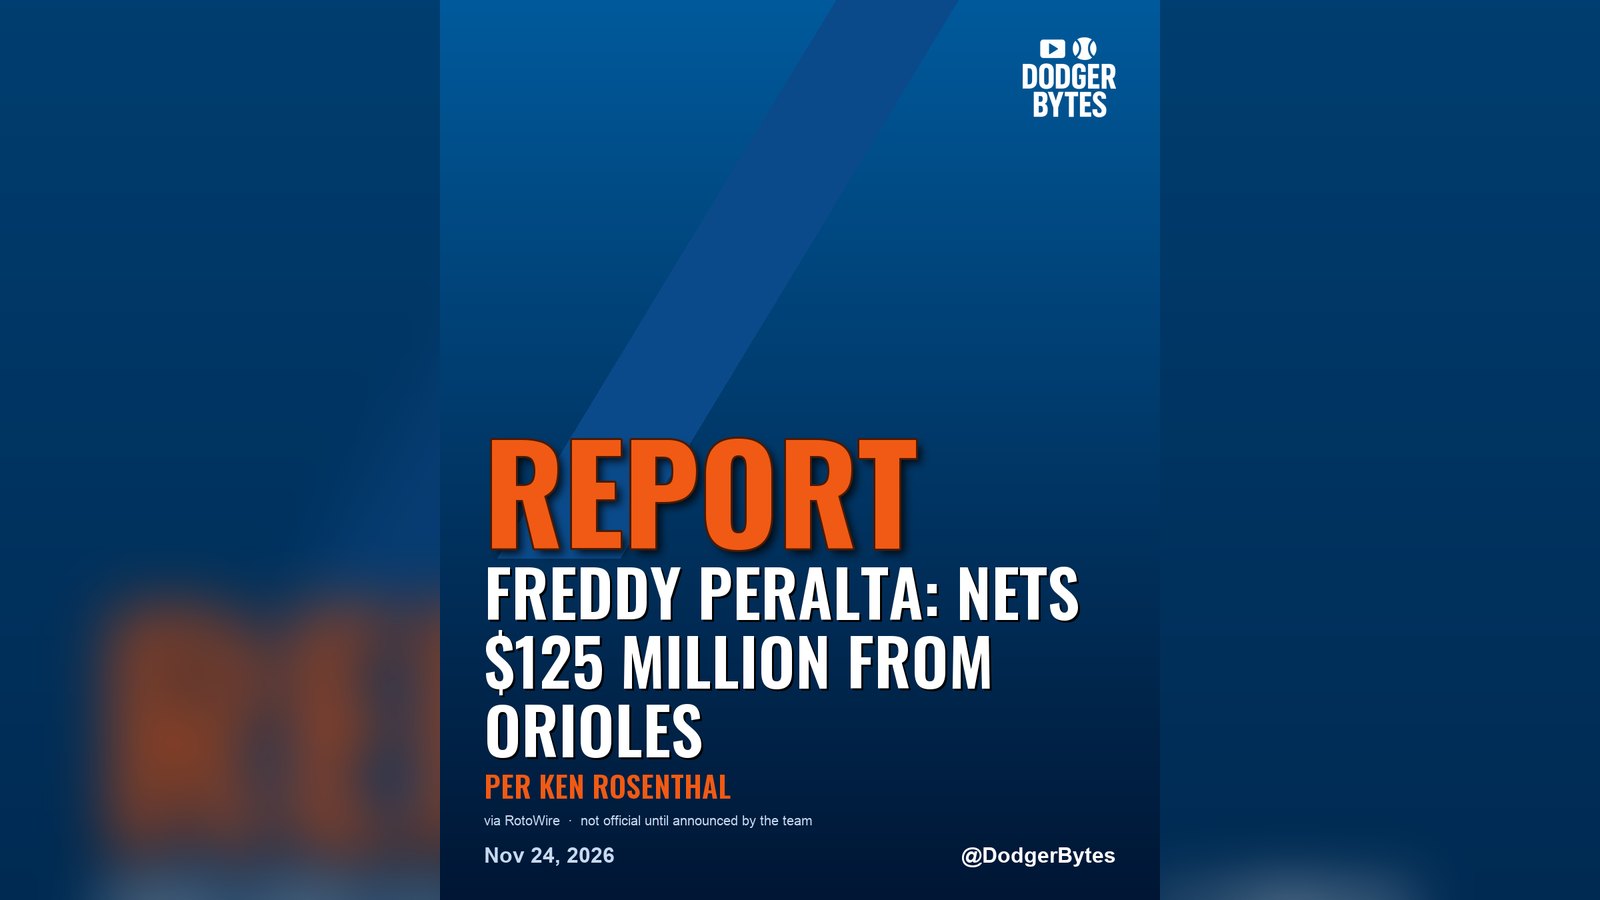 DODGER
BYTES
REPORT
FREDDY PERALTA: NETS
$125 MILLION FROM
ORIOLES
PER KEN ROSENTHAL
via RotoWire · not official until announced by the team
Nov 24, 2026
@DodgerBytes